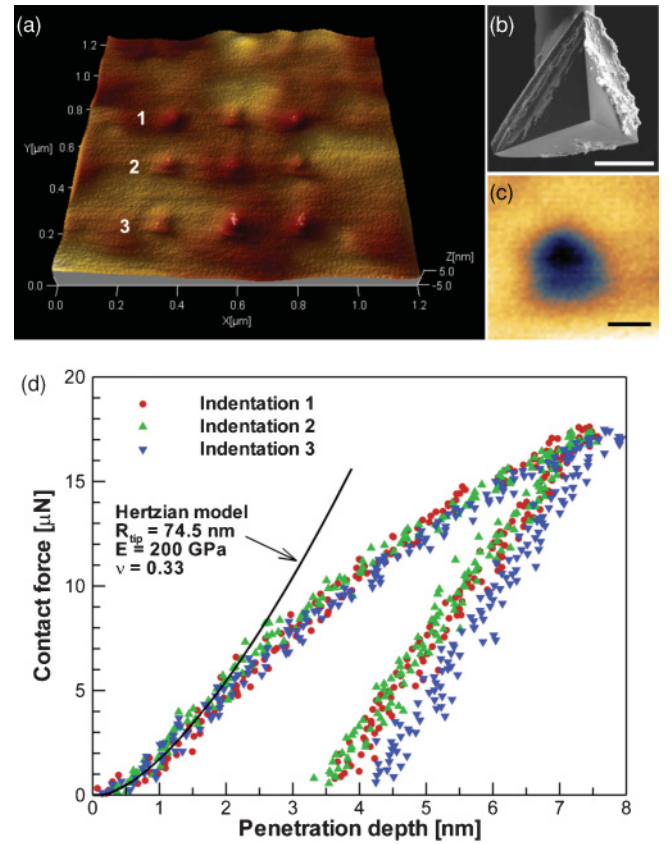 (a)
1.2
1.0
0.8
Y[µm]
0.6
0.4
0.2
0.0
1
2
3
Z[nm]
5.0
-5.0
0.0 0.2 0.4 0.6 0.8 1.0 1.2
X[µm]
(b)
(c)
(d)
20
15
10
5
0
Contact force [µN]
Indentation 1
Indentation 2
Indentation 3
Hertzian model
Rtip = 74.5 nm
E = 200 GPa
ν = 0.33
0 1 2 3 4 5 6 7 8
Penetration depth [nm]